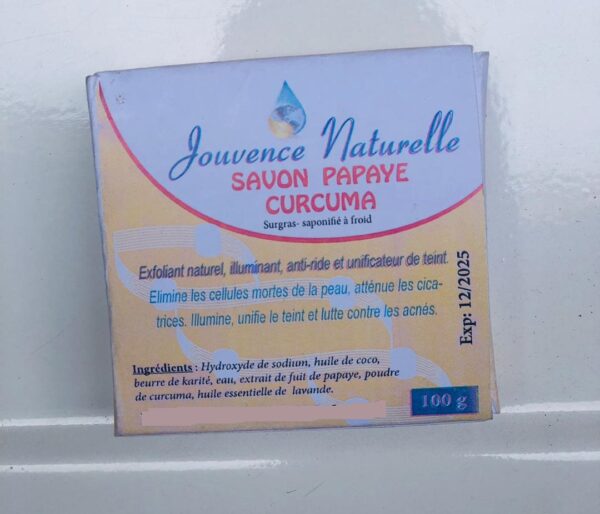 Jouvence Naturelle
SAVON PAPAYE
CURCUMA
Surgras- saponifié à froid
Exfoliant naturel, illuminant, anti-ride et unificateur de teint.
Elimine les cellules mortes de la peau, atténue les cica-
trices. Illumine, unifie le teint et lutte contre les acnés.
Exp: 12/2025
Ingrédients : Hydroxyde de sodium, huile de coco,
beurre de karité, eau, extrait de fuit de papaye, poudre
de curcuma, huile essentielle de lavande.
100 g